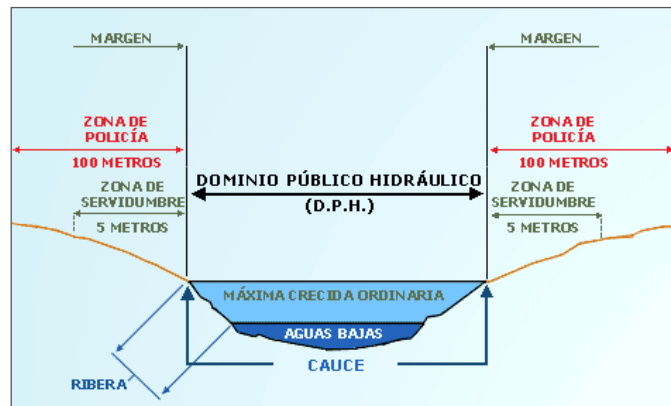 MARGEN
MARGEN
ZONA DE
POLICÍA
100 METROS
ZONA DE
POLICÍA
100 METROS
DOMINIO PÚBLICO HIDRÁULICO
(D.P.H.)
ZONA DE
SERVIDUMBRE
5 METROS
ZONA DE
SERVIDUMBRE
5 METROS
MÁXIMA CRECIDA ORDINARIA
AGUAS BAJAS
CAUCE
RIBERA